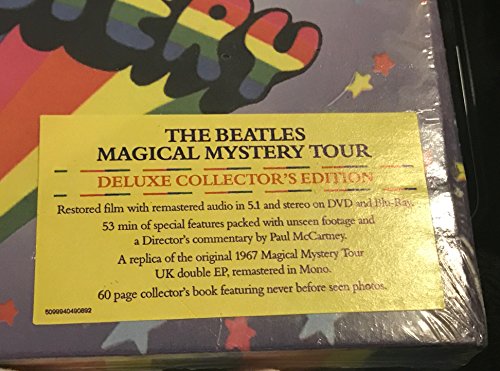 ERY
THE BEATLES
MAGICAL MYSTERY TOUR
DELUXE COLLECTOR'S EDITION
Restored film with remastered audio in 5.1 and stereo on DVD and Blu-Ray.
53 min of special features packed with unseen footage and
a Director's commentary by Paul McCartney.
A replica of the original 1967 Magical Mystery Tour
UK double EP, remastered in Mono.
60 page collector's book featuring never before seen photos.
5099940490892